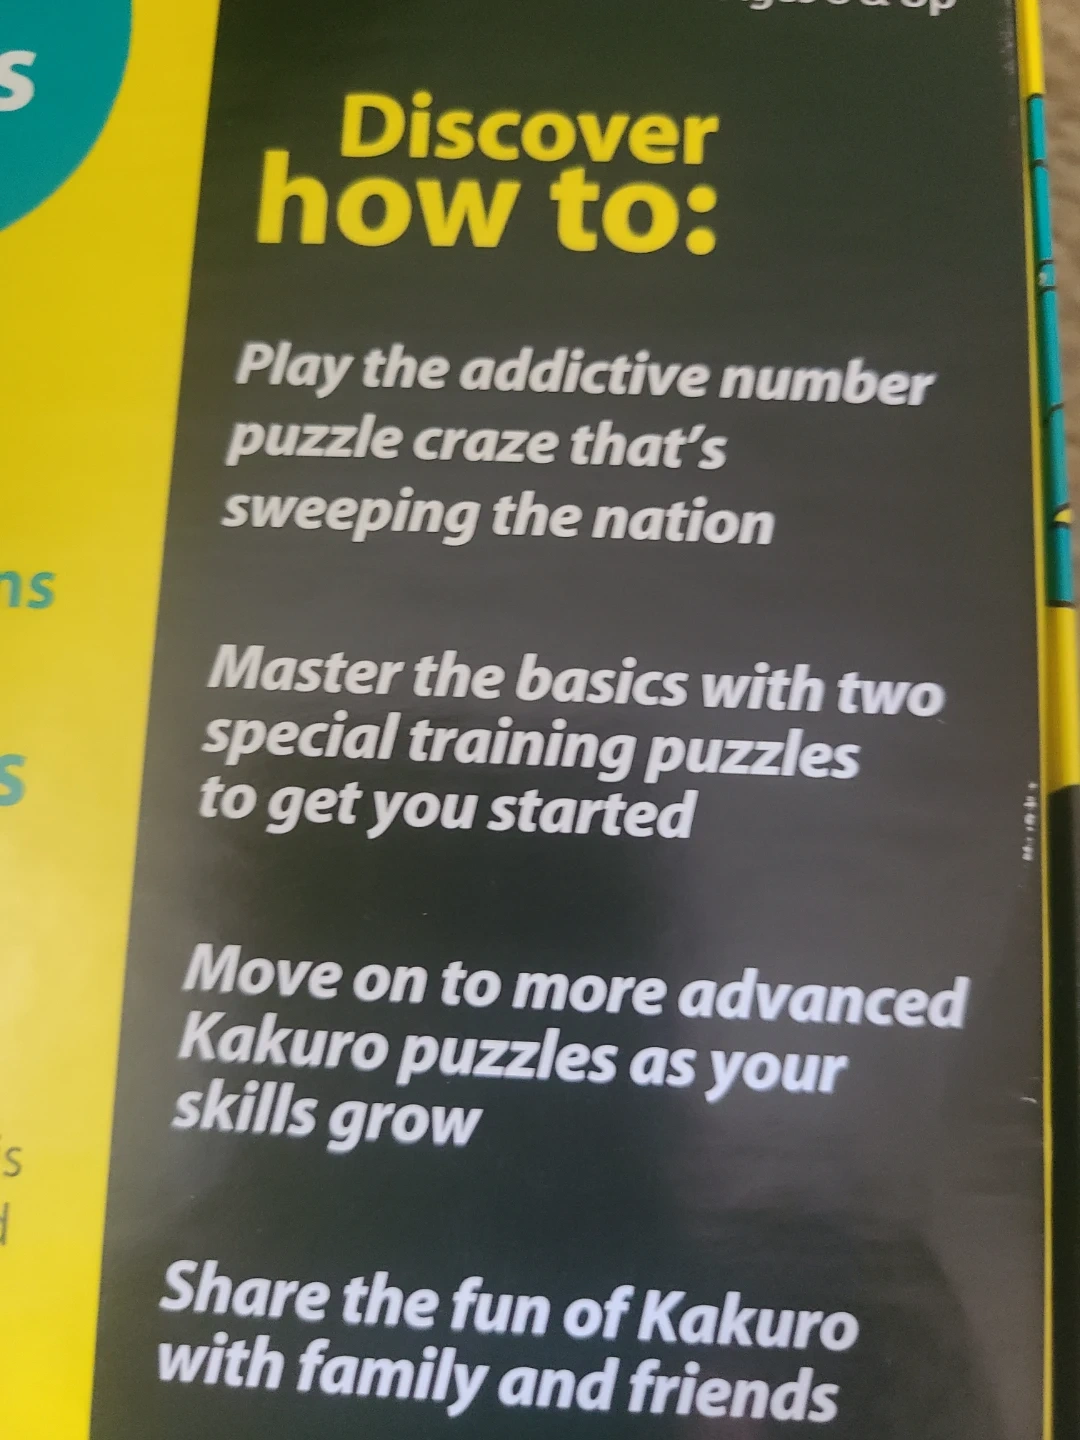 & up
Discover
how to:
Play the addictive number
puzzle craze that's
sweeping the nation
Master the basics with two
special training puzzles
to get you started
Move on to more advanced
Kakuro puzzles as your
skills grow
Share the fun of Kakuro
with family and friends